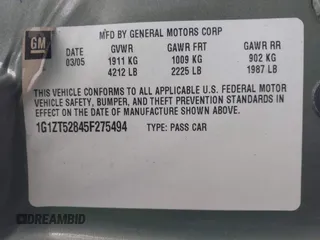 MFD BY GENERAL MOTORS CORP
GM
DATE GVWR GAWR FRT GAWR RR
03/05 1911 KG 1009 KG 902 KG
4212 LB 2225 LB 1987 LB
THIS VEHICLE CONFORMS TO ALL APPLICABLE U.S. FEDERAL MOTOR
VEHICLE SAFETY, BUMPER, AND THEFT PREVENTION STANDARDS IN
EFFECT ON THE DATE OF MANUFACTURE SHOWN ABOVE.
1G1ZT52845F275494 TYPE: PASS CAR
DREAMBID